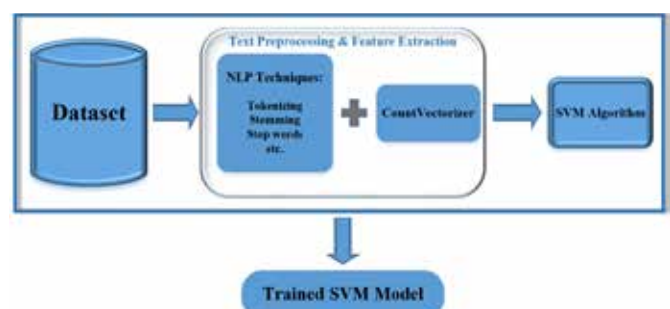 Text Preprocessing & Feature Extraction
Dataset
NLP Techniques:
Tokenizing
Stemming
Stop words
etc.
CountVectorizer
SVM Algorithm
Trained SVM Model